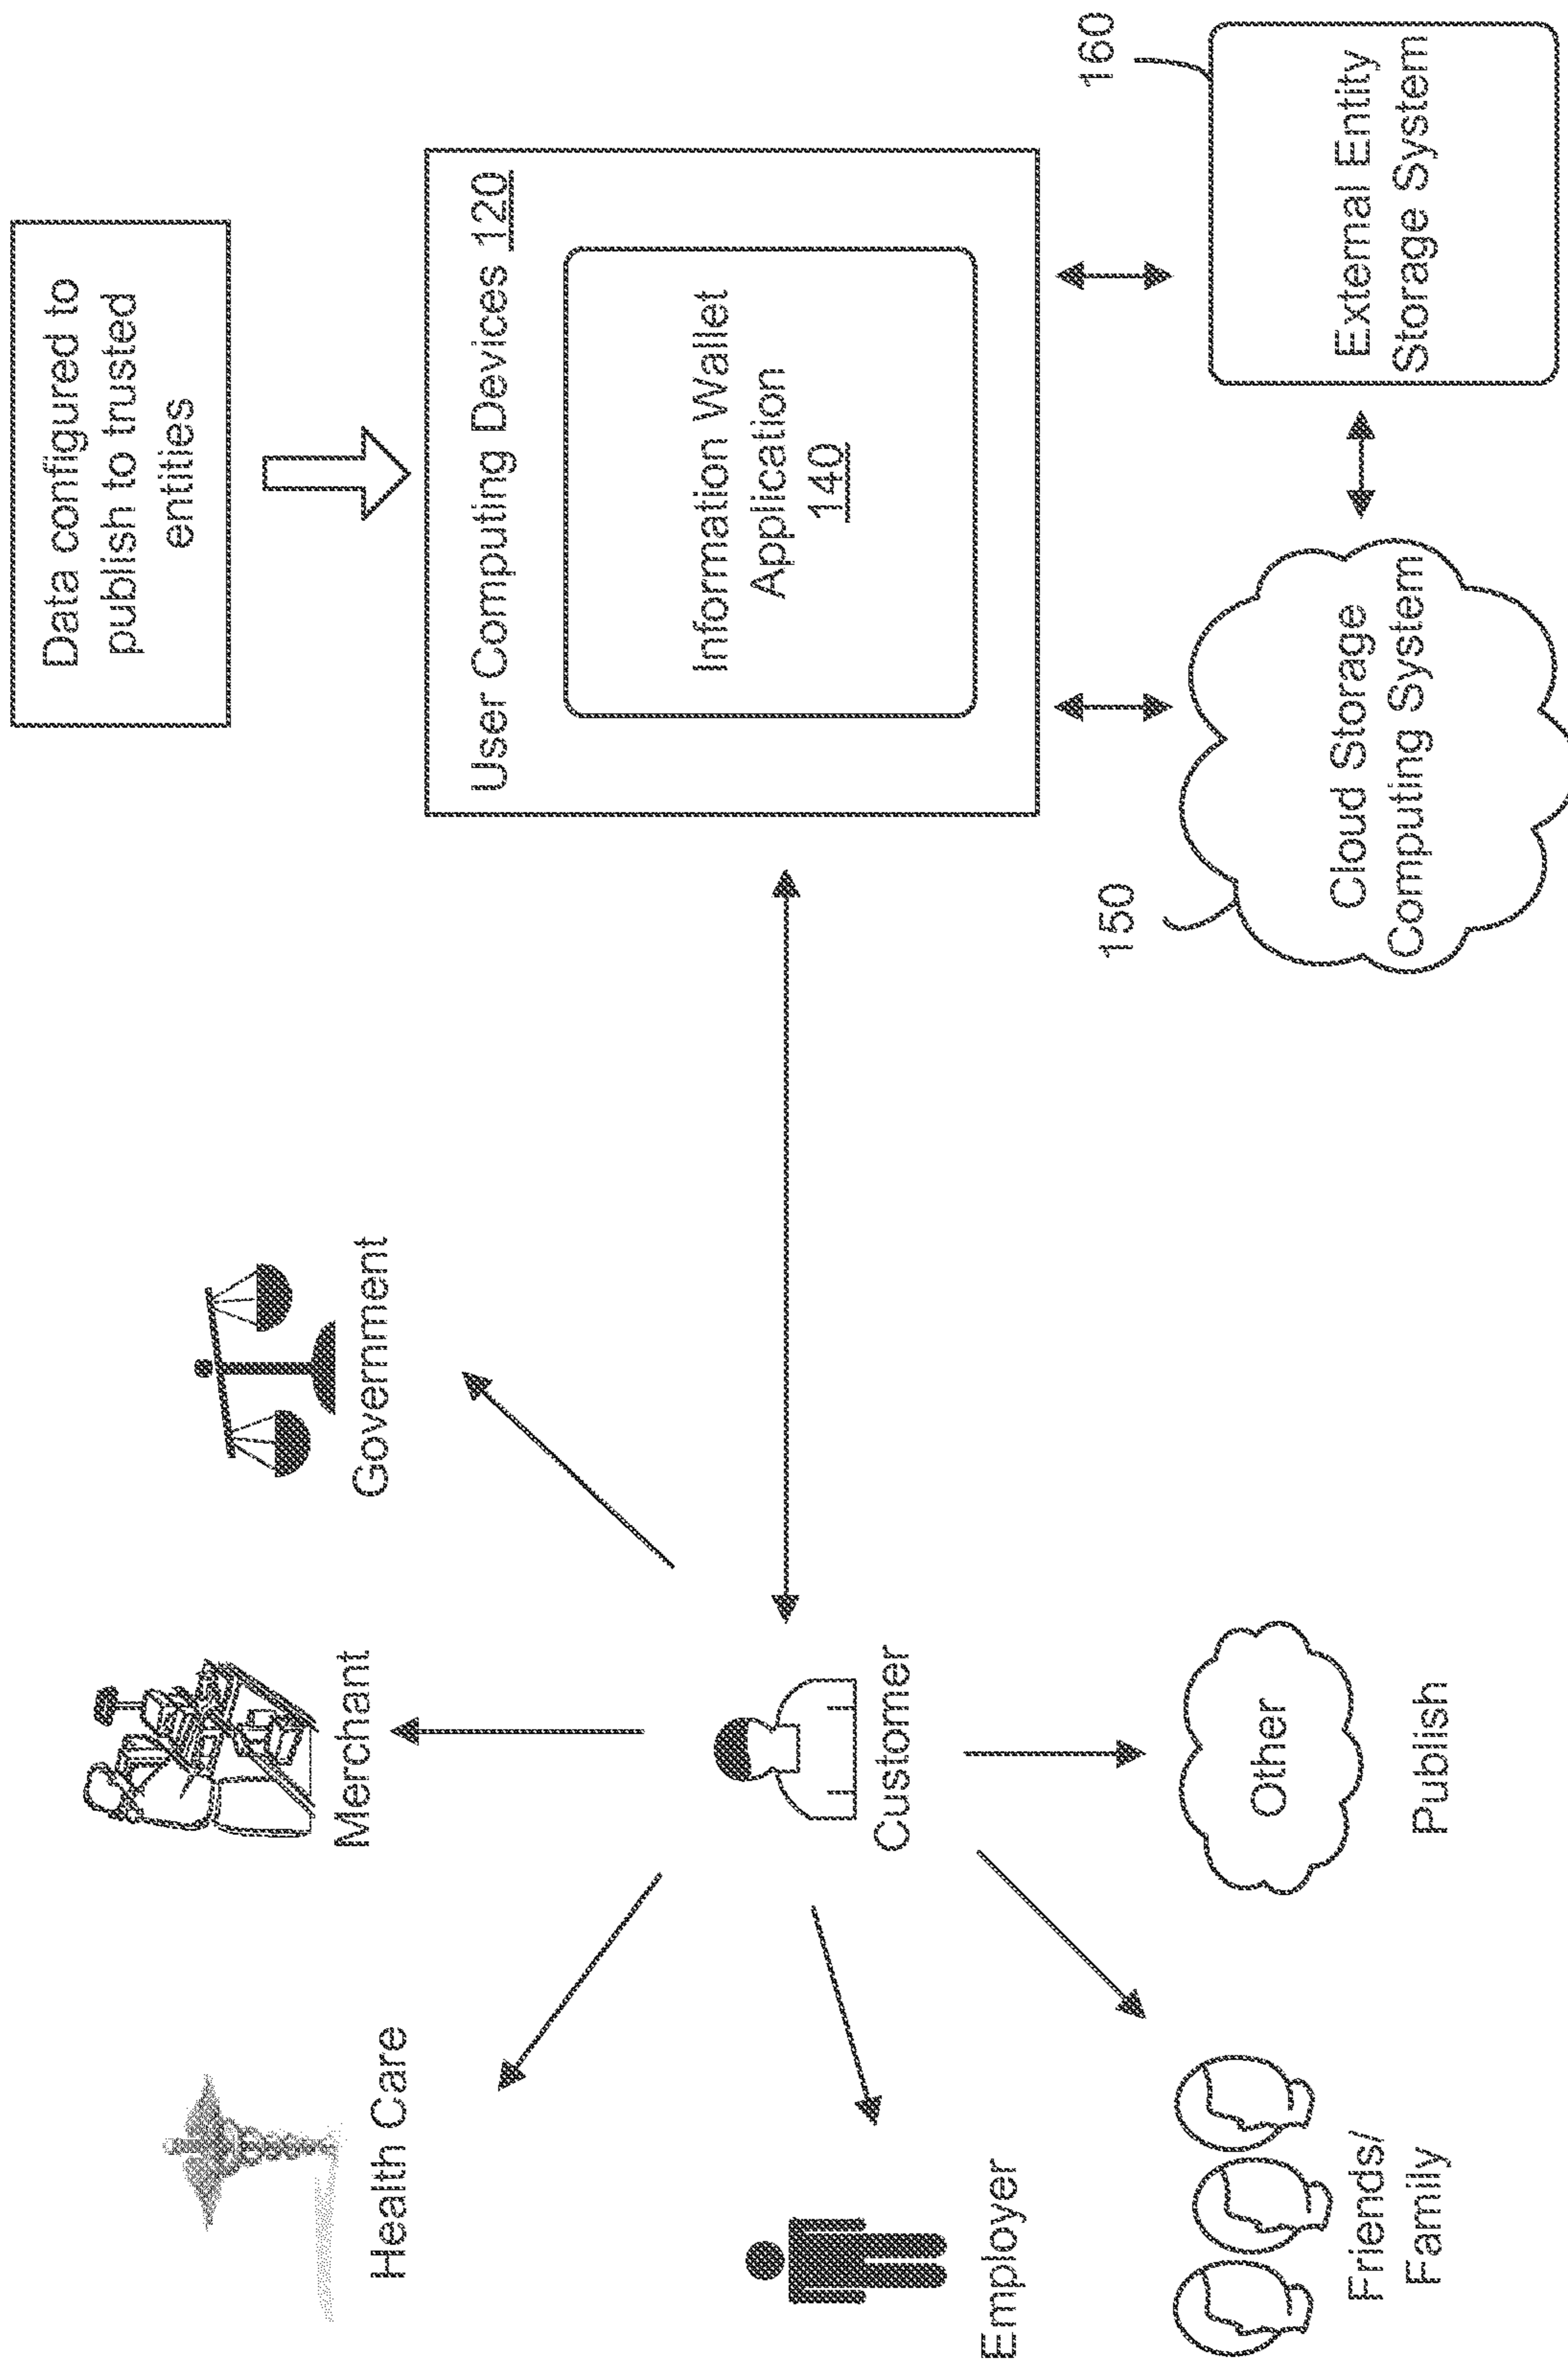 Health Care
Merchant
Government
Employer
Customer
Friends/
Family
Other
Publish
Data configured to
publish to trusted
entities
User Computing Devices 120
Information Wallet
Application
140
150
Cloud Storage
Computing System
160
External Entity
Storage System